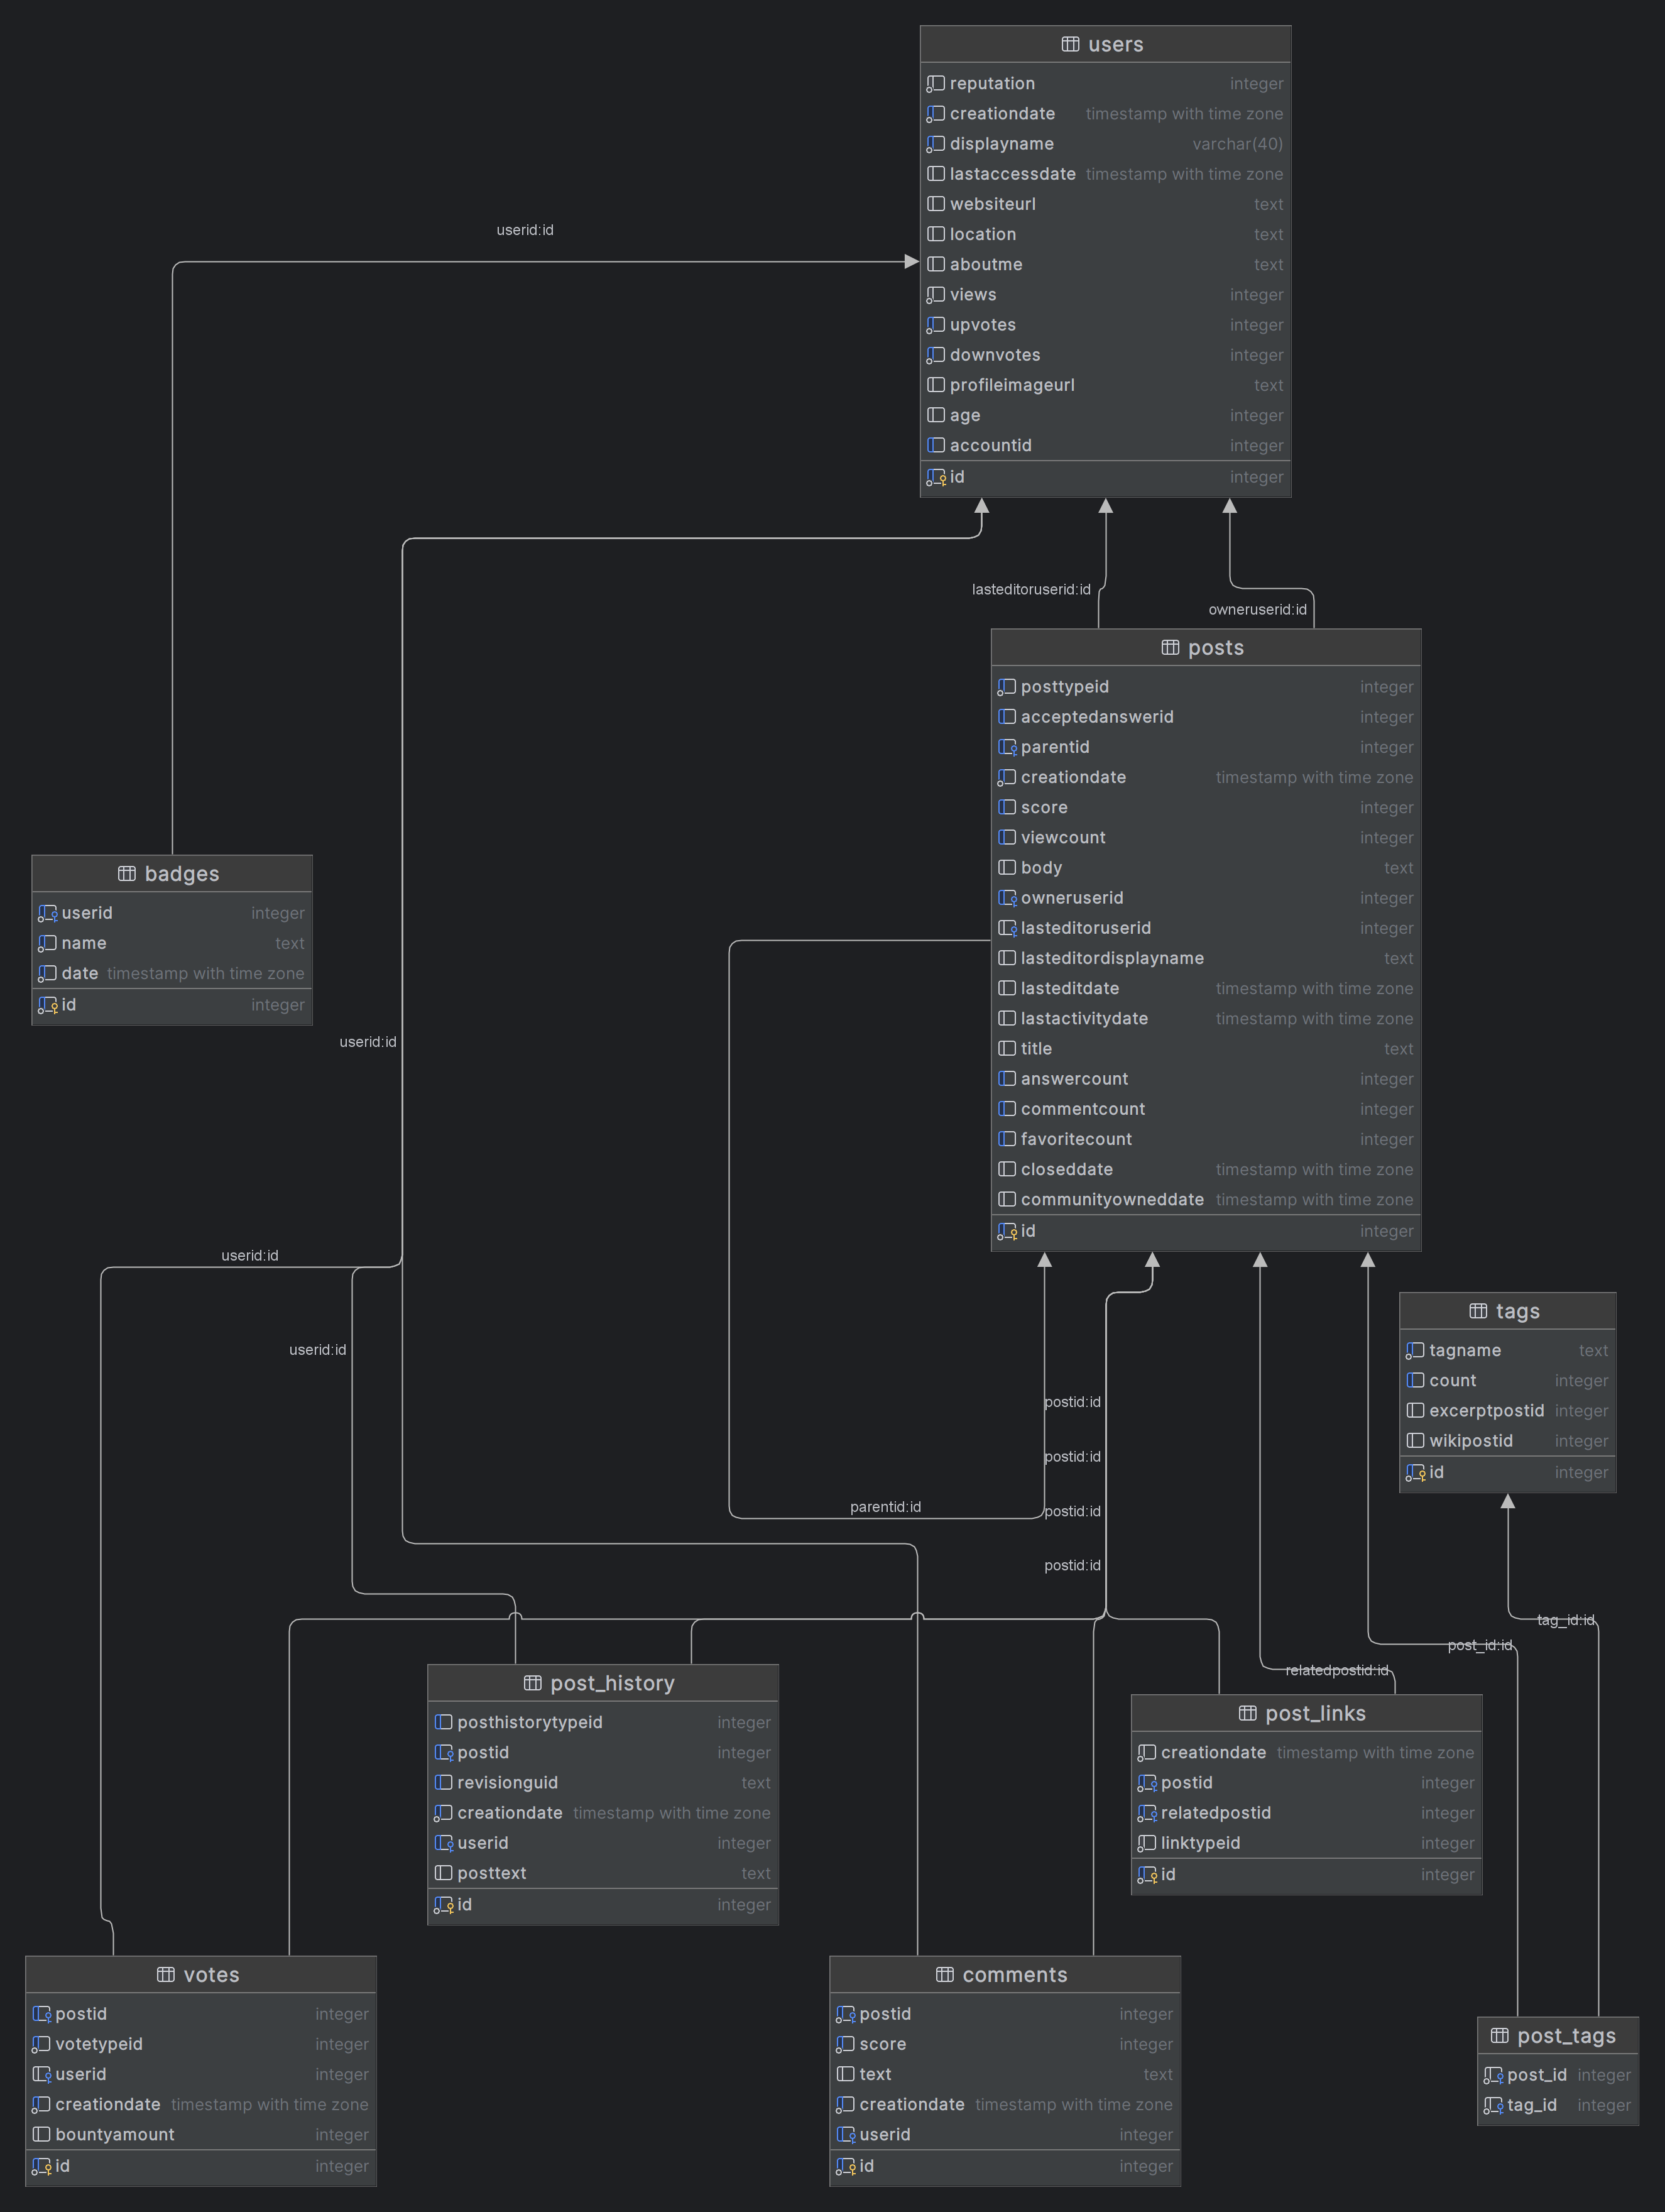 users
reputation integer
creationdate timestamp with time zone
displayname varchar(40)
lastaccessdate timestamp with time zone
websiteurl text
location text
aboutme text
views integer
upvotes integer
downvotes integer
profileimageurl text
age integer
accountid integer
id integer
userid:id
lasteditoruserid:id
owneruserid:id
posts
posttypeid integer
acceptedanswerid integer
parentid integer
creationdate timestamp with time zone
score integer
viewcount integer
body text
owneruserid integer
lasteditoruserid integer
lasteditordisplayname text
lasteditdate timestamp with time zone
lastactivitydate timestamp with time zone
title text
answercount integer
commentcount integer
favoritecount integer
closeddate timestamp with time zone
communityowneddate timestamp with time zone
id integer
badges
userid integer
name text
date timestamp with time zone
id integer
userid:id
userid:id
userid:id
tags
tagname text
count integer
excerptpostid integer
wikipostid integer
id integer
postid:id
postid:id
parentid:id
postid:id
postid:id
tag_id:id
post_id:id
relatedpostid:id
post_history
posthistorytypeid integer
postid integer
revisionguid text
creationdate timestamp with time zone
userid integer
posttext text
id integer
post_links
creationdate timestamp with time zone
postid integer
relatedpostid integer
linktypeid integer
id integer
votes
postid integer
votetypeid integer
userid integer
creationdate timestamp with time zone
bountyamount integer
id integer
comments
postid integer
score integer
text text
creationdate timestamp with time zone
userid integer
id integer
post_tags
post_id integer
tag_id integer